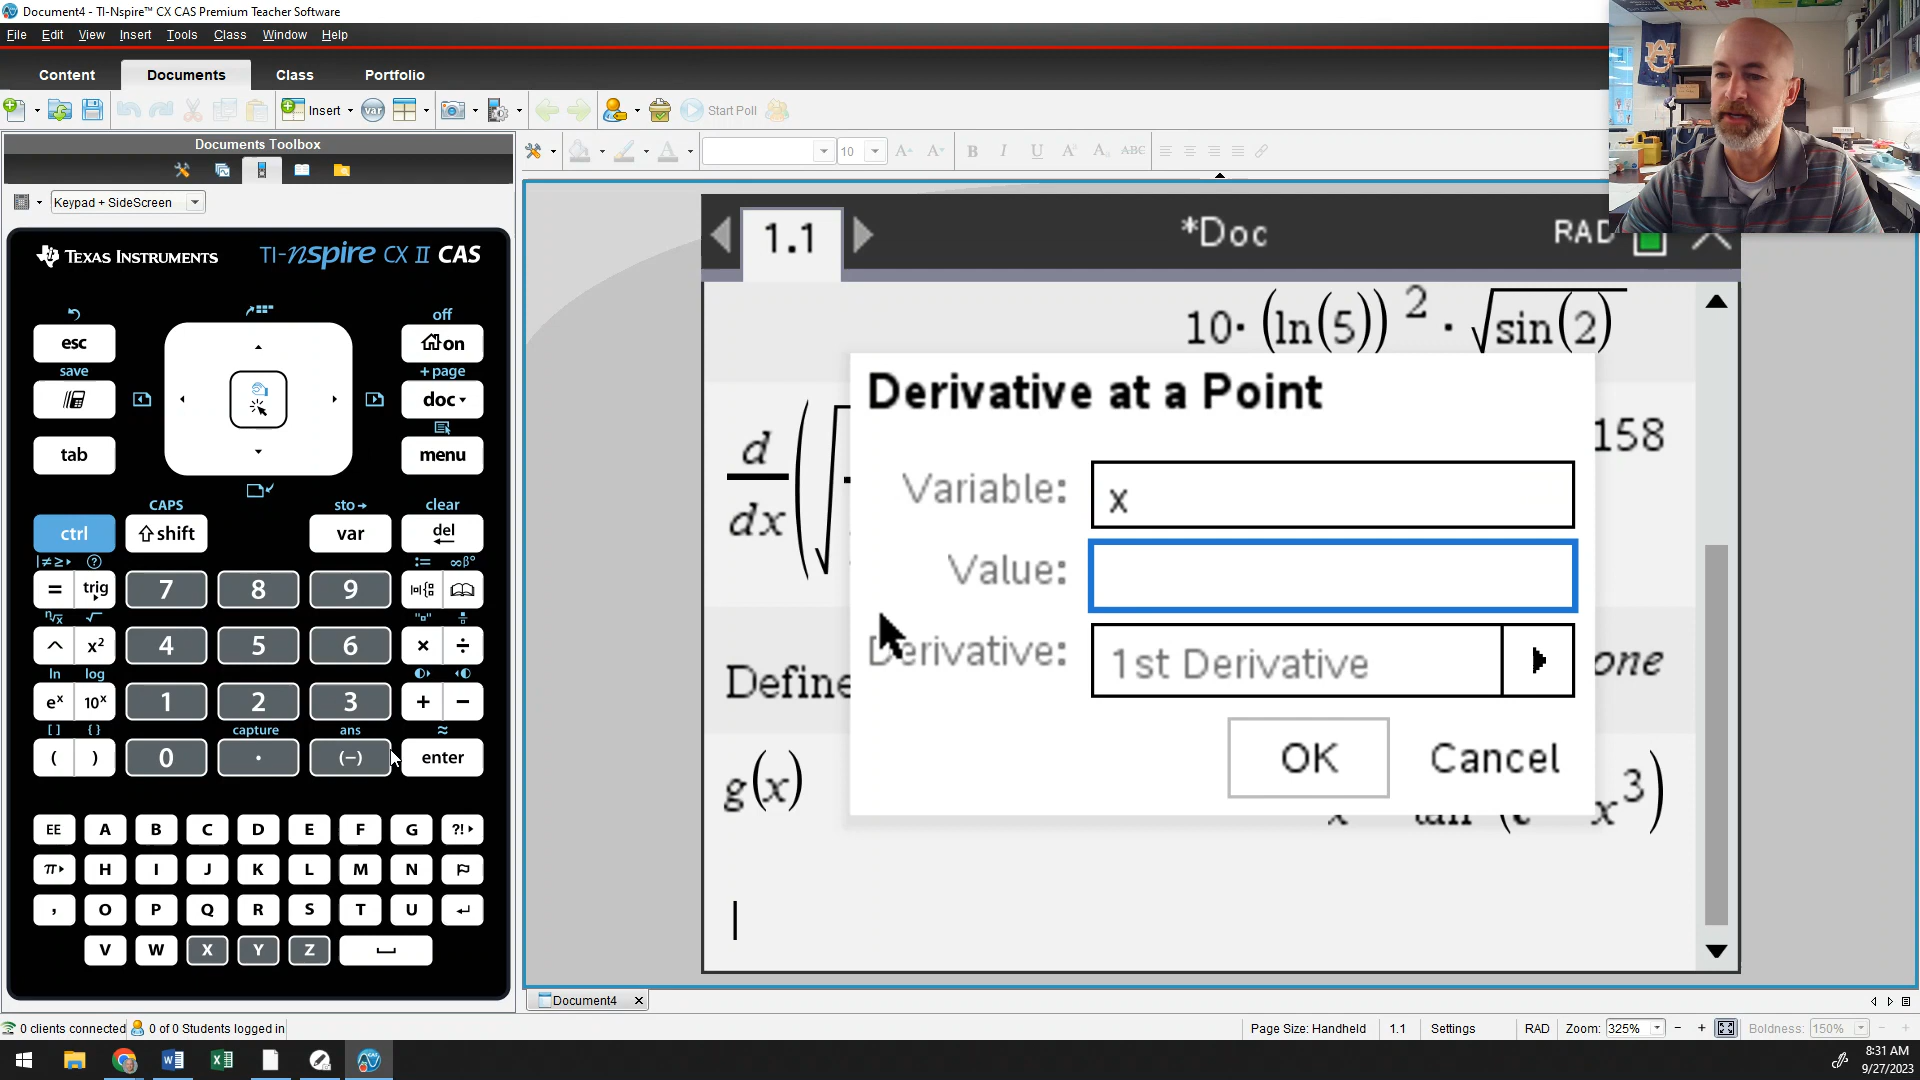 Document4 - TI-Nspire™ CX CAS Premium Teacher Software
File Edit View Insert Tools Class Window Help
Content Documents Class Portfolio
Insert var Start Poll
Documents Toolbox
10 B I U A A ABC
Keypad + SideScreen
1.1 *Doc RAD
TEXAS INSTRUMENTS TI-nspire CX II CAS
off
esc on
save + page
doc
tab menu
CAPS sto→ clear
ctrl shift var del
= trig 7 8 9
^ x² 4 5 6 × ÷
ln log
eˣ 10ˣ 1 2 3 + −
[ ] { } capture ans ≈
( ) 0 . (−) enter
EE A B C D E F G ?!▸
π▸ H I J K L M N
, O P Q R S T U
V W X Y Z
10· (ln(5)) ² · √sin(2)
d/dx ( √ 158
Derivative at a Point
Variable: x
Value:
Derivative: 1st Derivative
OK Cancel
Define one
g(x) x³)
Document4
0 clients connected 0 of 0 Students logged in Page Size: Handheld 1.1 Settings RAD Zoom: 325% − + Boldness: 150% − +
8:31 AM
9/27/2023